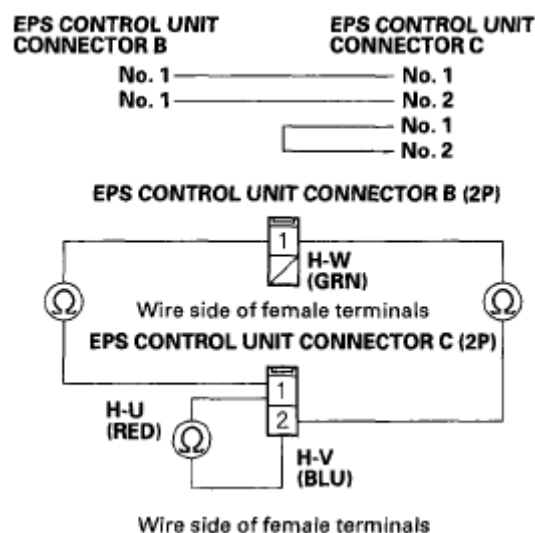 EPS CONTROL UNIT CONNECTOR B
EPS CONTROL UNIT CONNECTOR C
No. 1 No. 1
No. 1 No. 2
No. 1
No. 2
EPS CONTROL UNIT CONNECTOR B (2P)
1
H-W
(GRN)
Ω
Ω
Wire side of female terminals
EPS CONTROL UNIT CONNECTOR C (2P)
1
2
H-U
(RED)
Ω
H-V
(BLU)
Wire side of female terminals